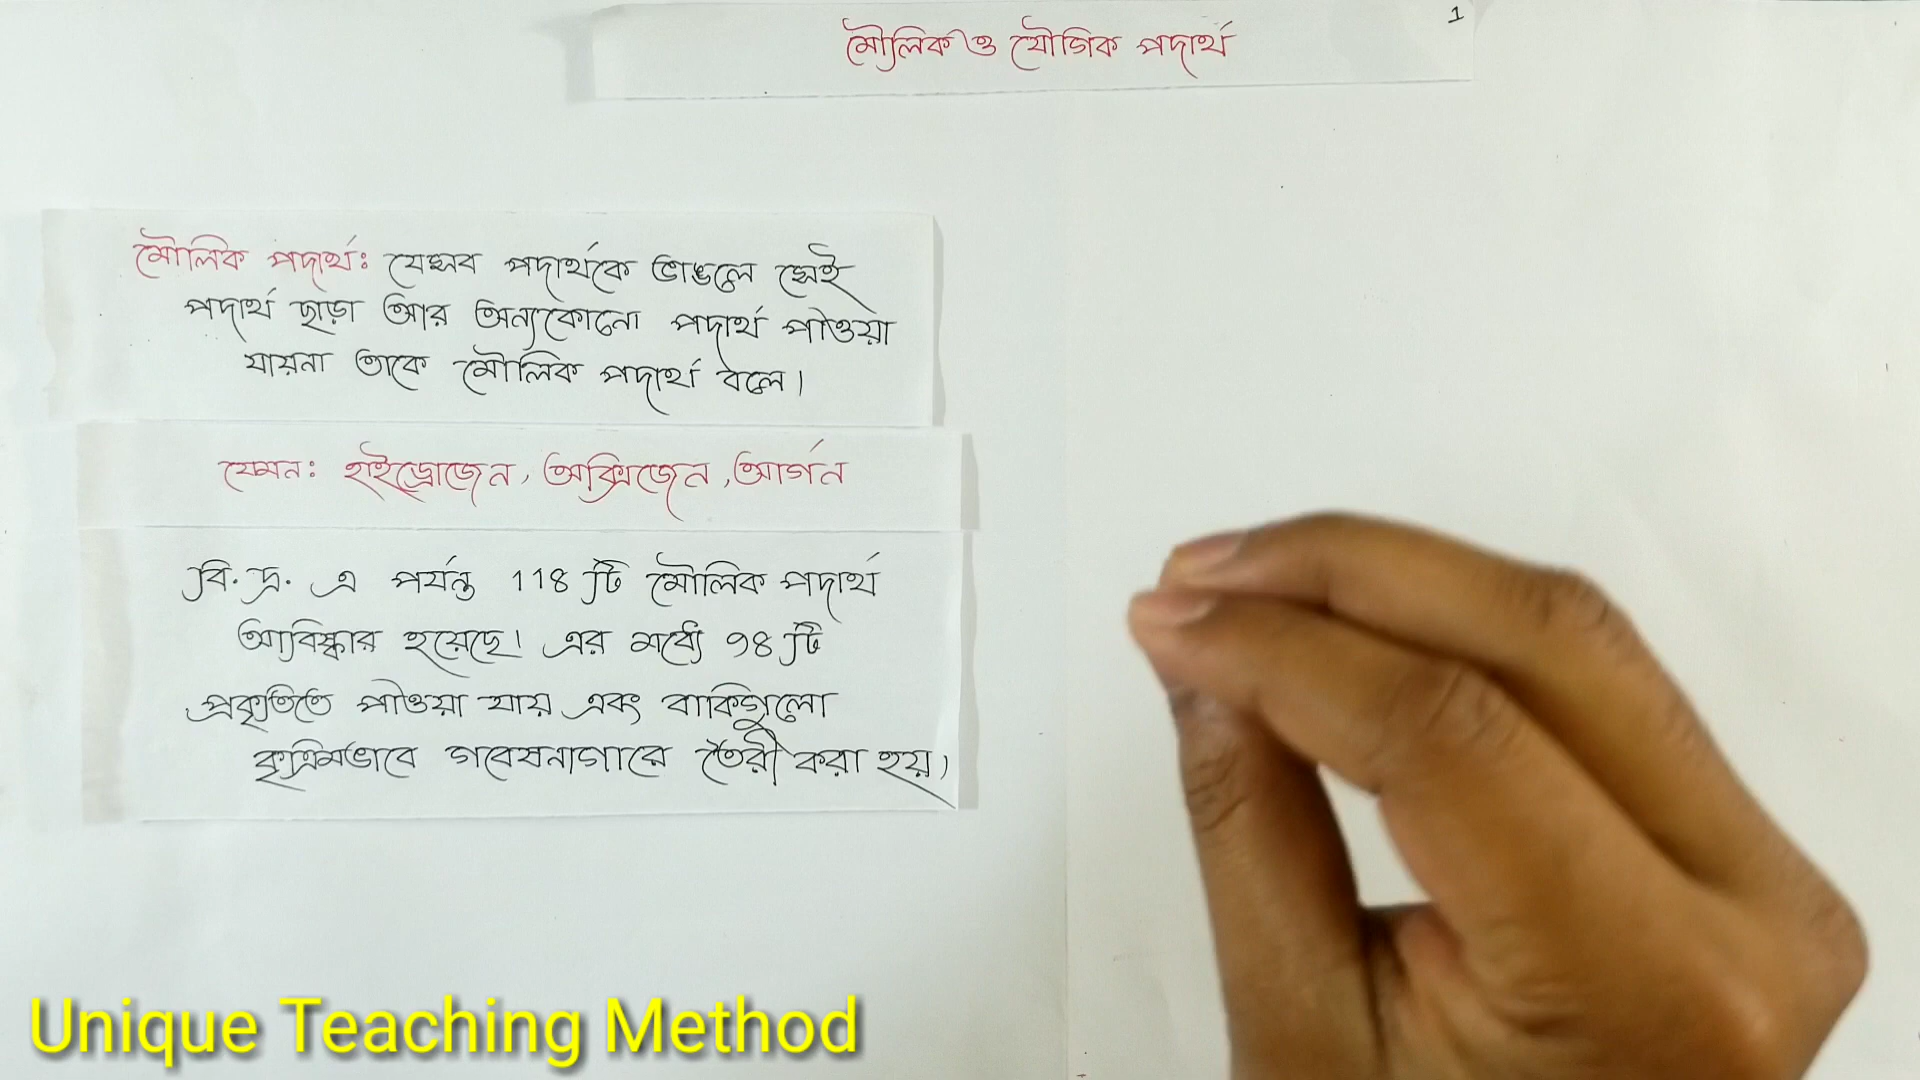 মৌলিক ও যৌগিক পদার্থ
1
মৌলিক পদার্থঃ যেসব পদার্থকে ভাঙলে সেই
পদার্থ ছাড়া আর অন্যকোনো পদার্থ পাওয়া
যায়না তাকে মৌলিক পদার্থ বলে।
যেমনঃ হাইড্রোজেন, অক্সিজেন, আর্গন
বি.দ্র. এ পর্যন্ত 118 টি মৌলিক পদার্থ
আবিষ্কার হয়েছে। এর মধ্যে 98 টি
প্রকৃতিতে পাওয়া যায় এবং বাকিগুলো
কৃত্রিমভাবে গবেষনাগারে তৈরী করা হয়।
Unique Teaching Method